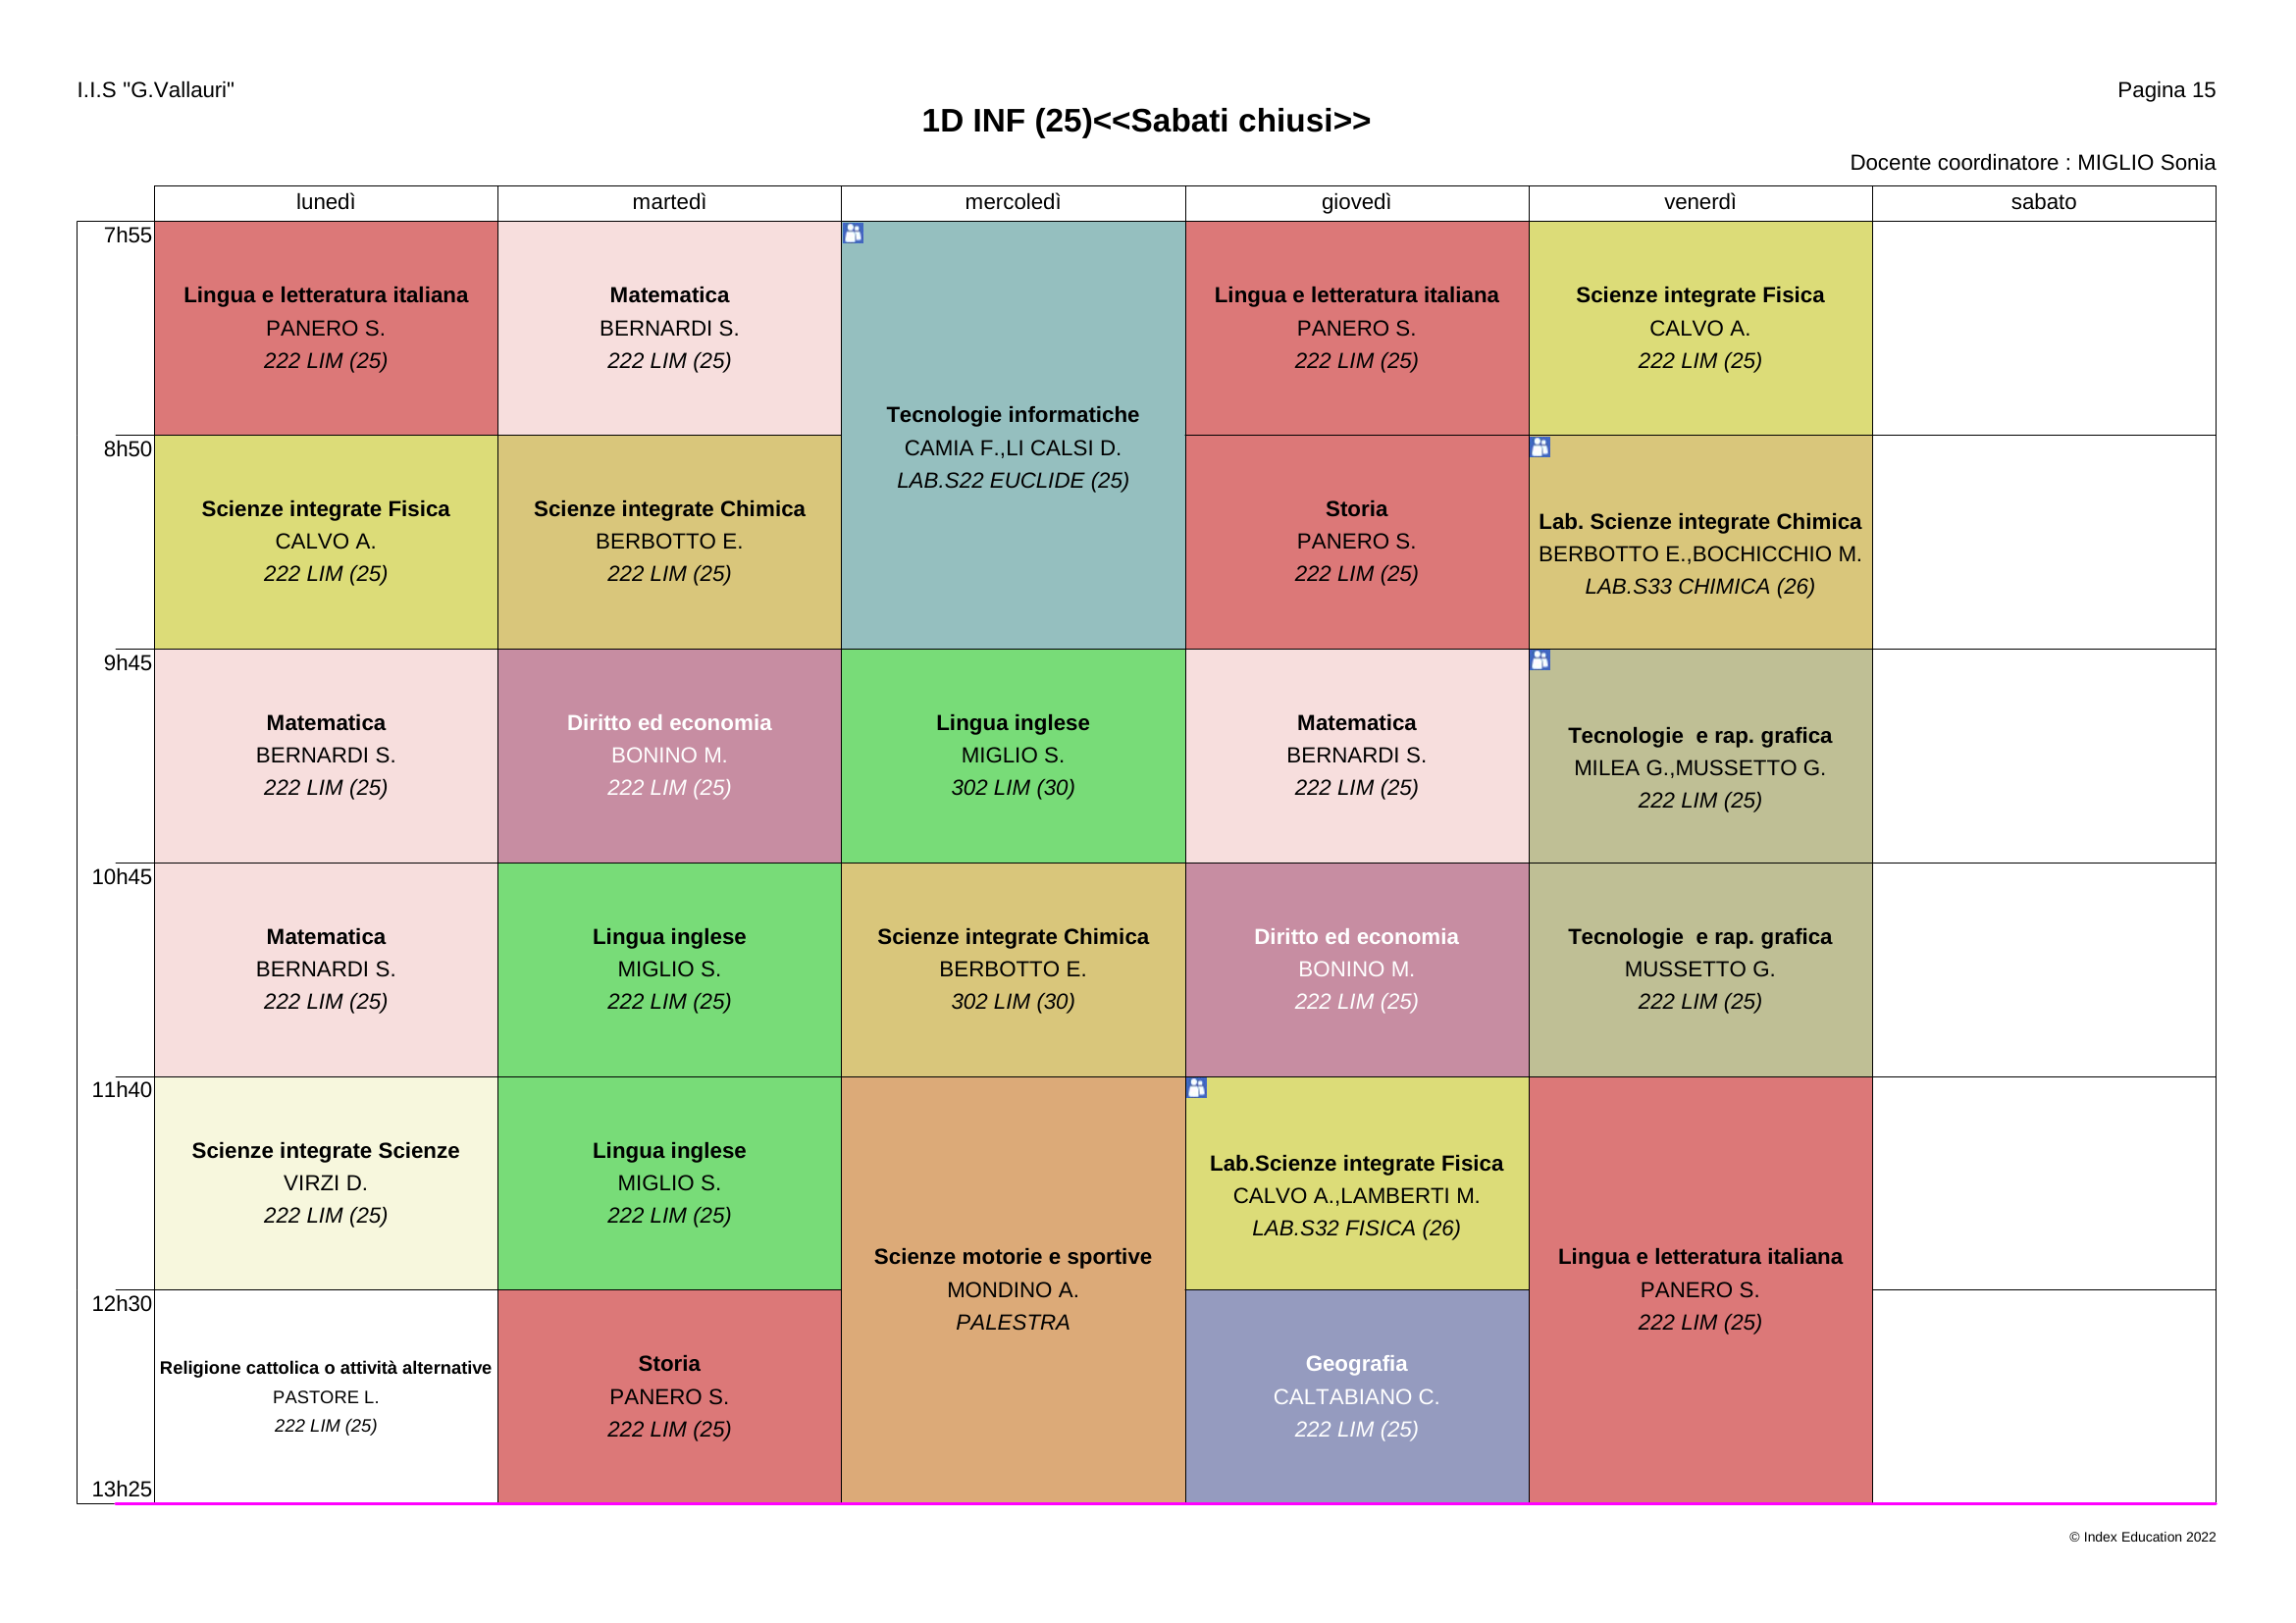 I.I.S "G.Vallauri"
Pagina 15
1D INF (25)<<Sabati chiusi>>
Docente coordinatore : MIGLIO Sonia
lunedì
martedì
mercoledì
giovedì
venerdì
sabato
7h55
Lingua e letteratura italiana
PANERO S.
222 LIM (25)
Matematica
BERNARDI S.
222 LIM (25)
Tecnologie informatiche
CAMIA F.,LI CALSI D.
LAB.S22 EUCLIDE (25)
Lingua e letteratura italiana
PANERO S.
222 LIM (25)
Scienze integrate Fisica
CALVO A.
222 LIM (25)
8h50
Scienze integrate Fisica
CALVO A.
222 LIM (25)
Scienze integrate Chimica
BERBOTTO E.
222 LIM (25)
Storia
PANERO S.
222 LIM (25)
Lab. Scienze integrate Chimica
BERBOTTO E.,BOCHICCHIO M.
LAB.S33 CHIMICA (26)
9h45
Matematica
BERNARDI S.
222 LIM (25)
Diritto ed economia
BONINO M.
222 LIM (25)
Lingua inglese
MIGLIO S.
302 LIM (30)
Matematica
BERNARDI S.
222 LIM (25)
Tecnologie  e rap. grafica
MILEA G.,MUSSETTO G.
222 LIM (25)
10h45
Matematica
BERNARDI S.
222 LIM (25)
Lingua inglese
MIGLIO S.
222 LIM (25)
Scienze integrate Chimica
BERBOTTO E.
302 LIM (30)
Diritto ed economia
BONINO M.
222 LIM (25)
Tecnologie  e rap. grafica
MUSSETTO G.
222 LIM (25)
11h40
Scienze integrate Scienze
VIRZI D.
222 LIM (25)
Lingua inglese
MIGLIO S.
222 LIM (25)
Scienze motorie e sportive
MONDINO A.
PALESTRA
Lab.Scienze integrate Fisica
CALVO A.,LAMBERTI M.
LAB.S32 FISICA (26)
Lingua e letteratura italiana
PANERO S.
222 LIM (25)
12h30
Religione cattolica o attività alternative
PASTORE L.
222 LIM (25)
Storia
PANERO S.
222 LIM (25)
Geografia
CALTABIANO C.
222 LIM (25)
13h25
© Index Education 2022